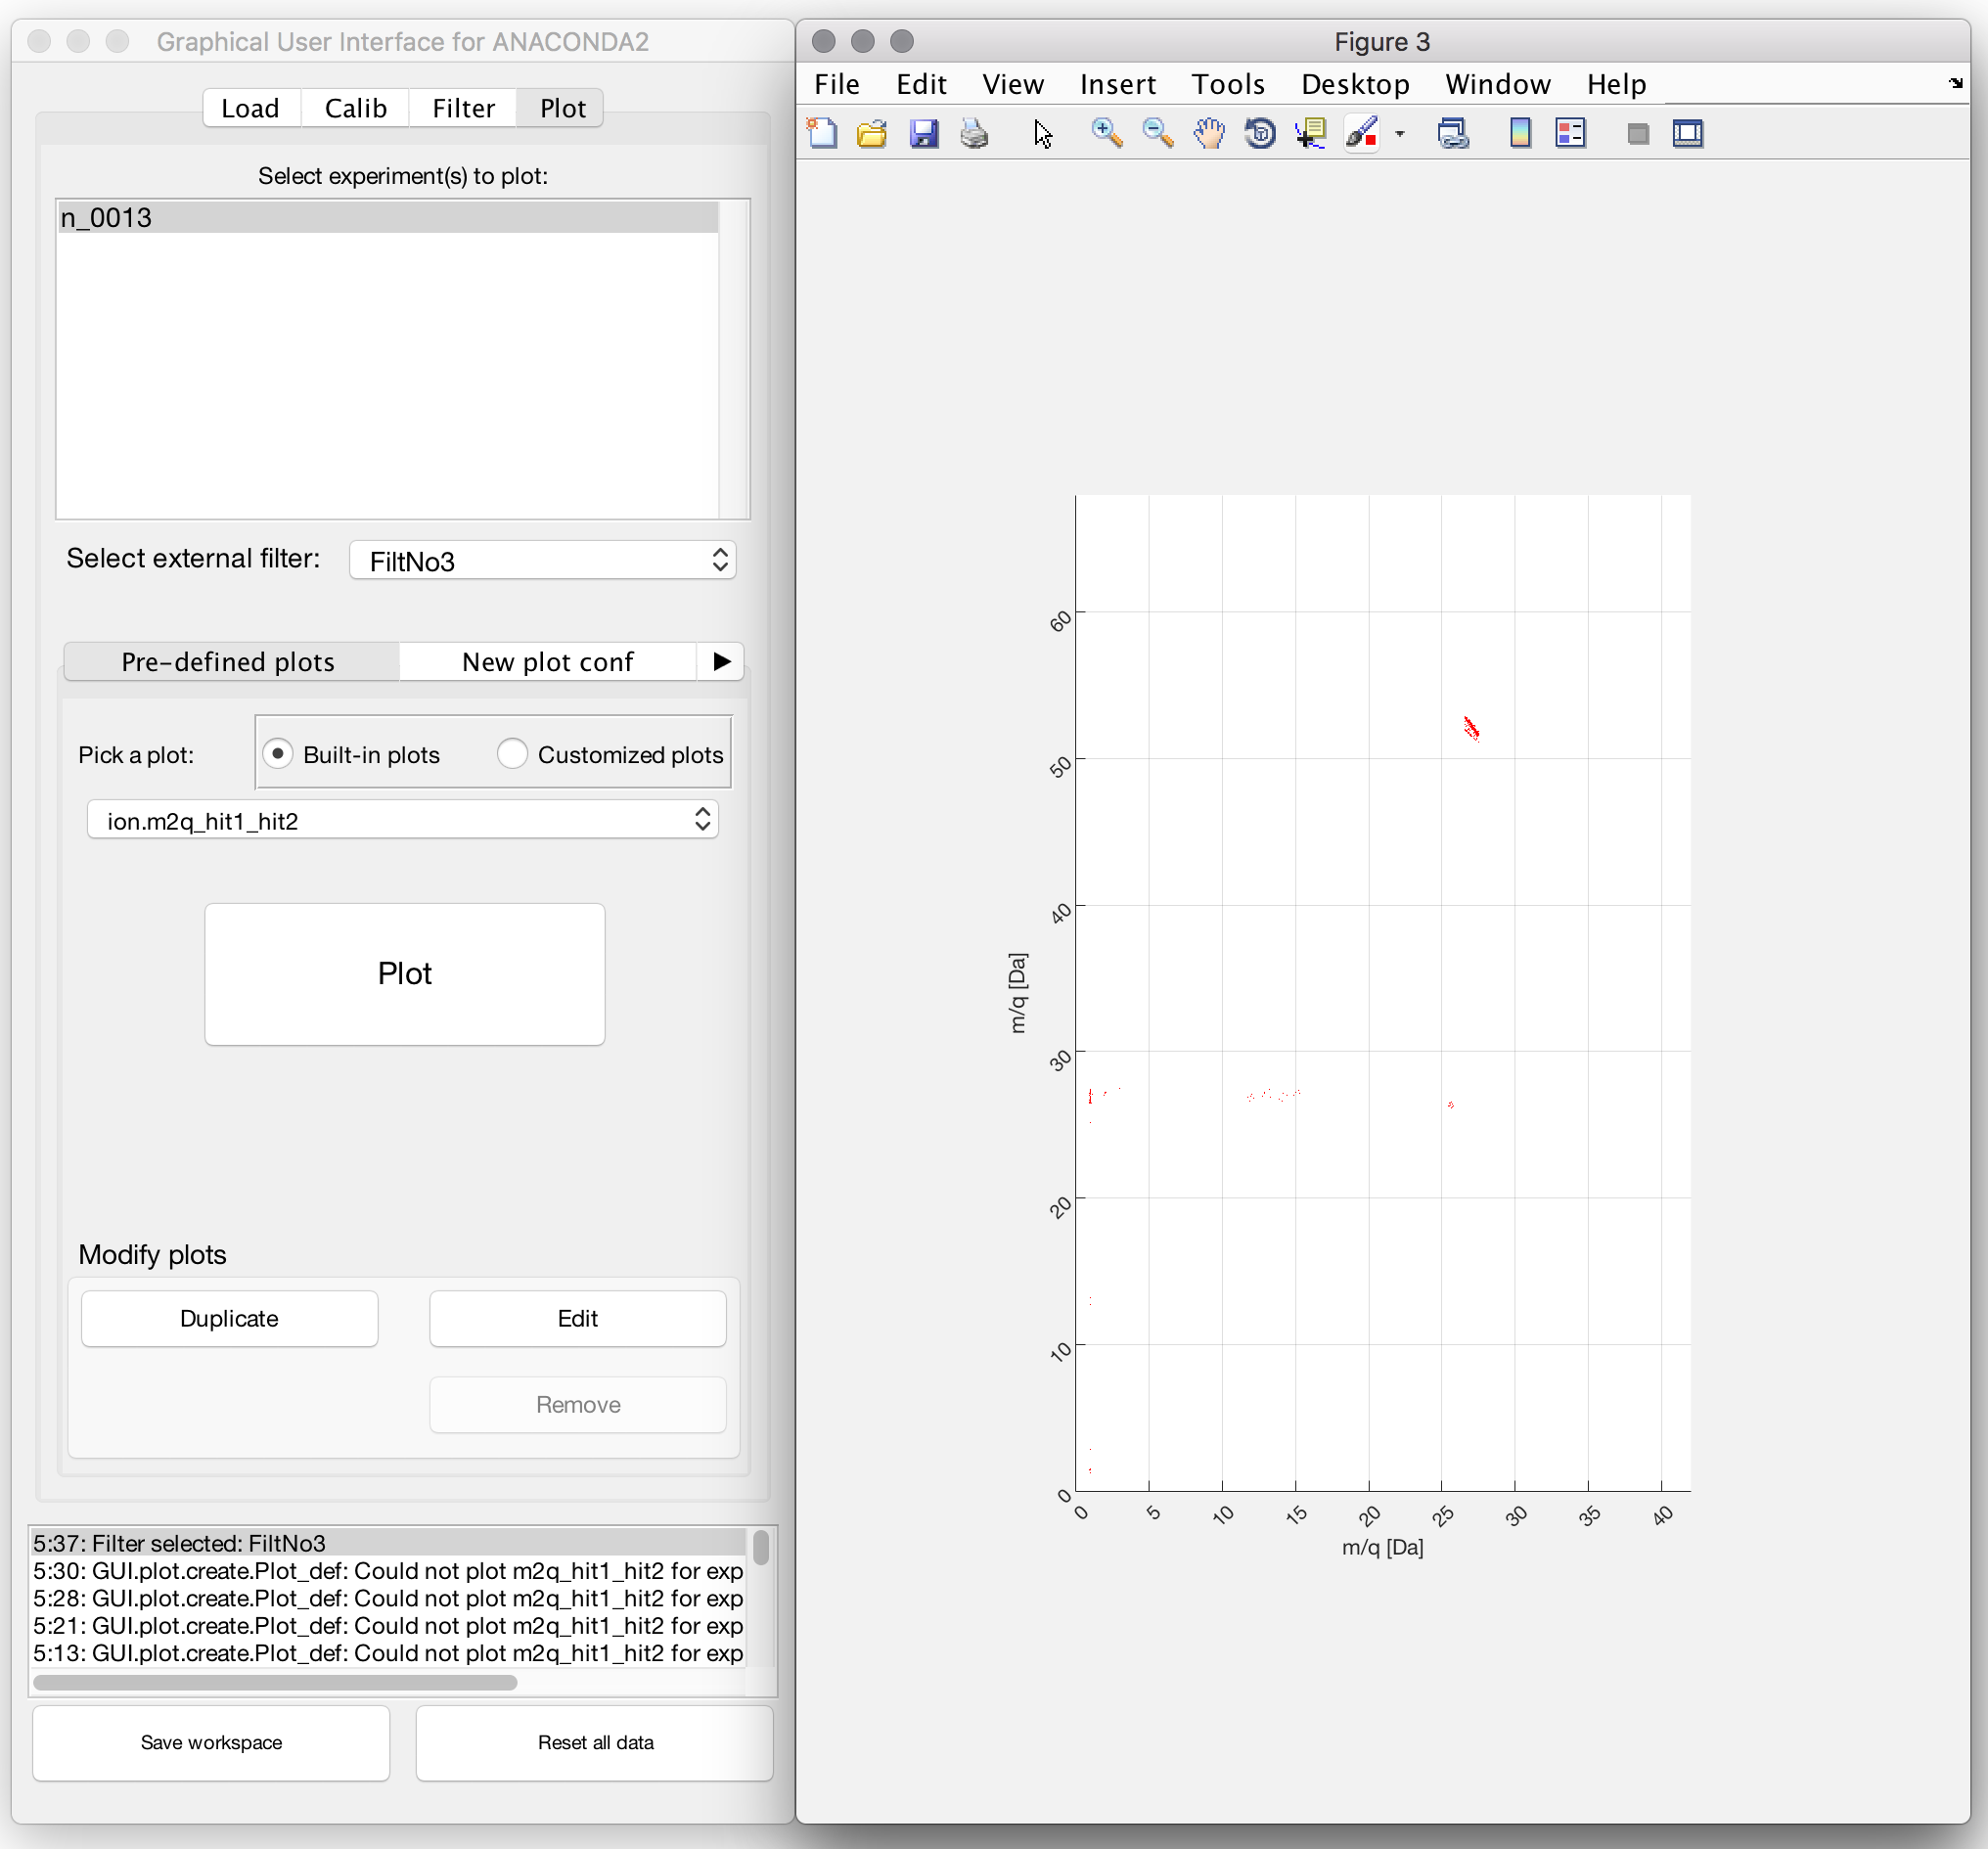 Graphical User Interface for ANACONDA2
Load Calib Filter Plot
Select experiment(s) to plot:
n_0013
Select external filter: FiltNo3
Pre-defined plots New plot conf
Pick a plot: Built-in plots Customized plots
ion.m2q_hit1_hit2
Plot
Modify plots
Duplicate Edit
Remove
5:37: Filter selected: FiltNo3
5:30: GUI.plot.create.Plot_def: Could not plot m2q_hit1_hit2 for exp
5:28: GUI.plot.create.Plot_def: Could not plot m2q_hit1_hit2 for exp
5:21: GUI.plot.create.Plot_def: Could not plot m2q_hit1_hit2 for exp
5:13: GUI.plot.create.Plot_def: Could not plot m2q_hit1_hit2 for exp
Save workspace Reset all data
Figure 3
File Edit View Insert Tools Desktop Window Help
60
50
40
30
20
10
0
m/q [Da]
0 5 10 15 20 25 30 35 40
m/q [Da]